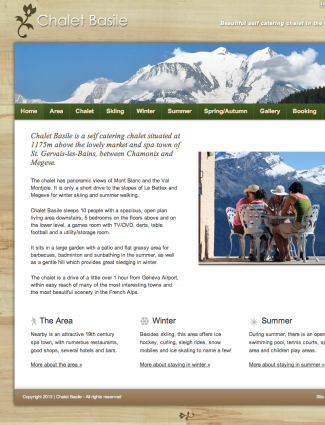 Chalet Basile
Beautiful self catering chalet in the
Home Area Chalet Skiing Winter Summer Spring/Autumn Gallery Booking
Chalet Basile is a self catering chalet situated at
1175m above the lovely market and spa town of
St. Gervais-les-Bains, between Chamonix and
Megeve.
The chalet has panoramic views of Mont Blanc and the Val
Montjoie. It is only a short drive to the slopes of Le Bettex and
Megeve for winter skiing and summer walking.
Chalet Basile sleeps 10 people with a spacious, open plan
living area downstairs, 5 bedrooms on the floors above and on
the lower level, a games room with TV/DVD, darts, table
football and a utility/storage room.
It sits in a large garden with a patio and flat grassy area for
barbecues, badminton and sunbathing in the summer, as well
as a gentle hill which provides great sledging in winter.
The chalet is a drive of a little over 1 hour from Geneva Airport,
within easy reach of many of the most interesting towns and
the most beautiful scenery in the French Alps.
The Area
Nearby is an attractive 19th century
spa town, with numerous restaurants,
good shops, several hotels and bars.
More about the area »
Winter
Besides skiing, this area offers ice
hockey, curling, sleigh rides, snow
mobiles and ice skating to name a few!
More about staying in winter »
Summer
During summer, there is an open
swimming pool, tennis courts, sp
area and children play areas.
More about staying in summer »
Copyright 2013 | Chalet Basile - All rights reserved
Site